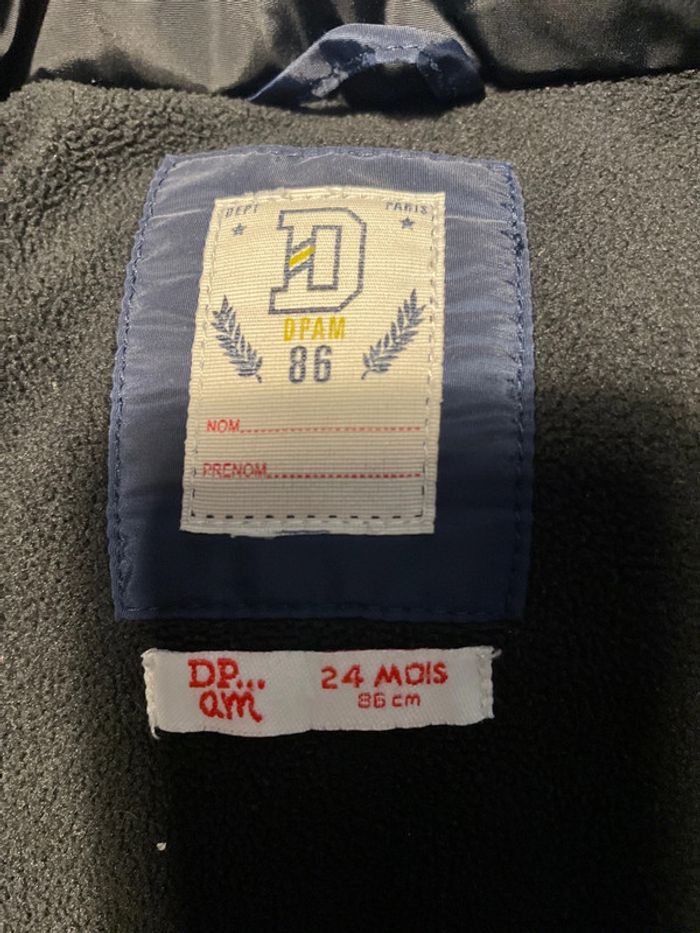 DEPT PARIS
D
DPAM
86
NOM
PRENOM
DP... am
24 MOIS
86 cm